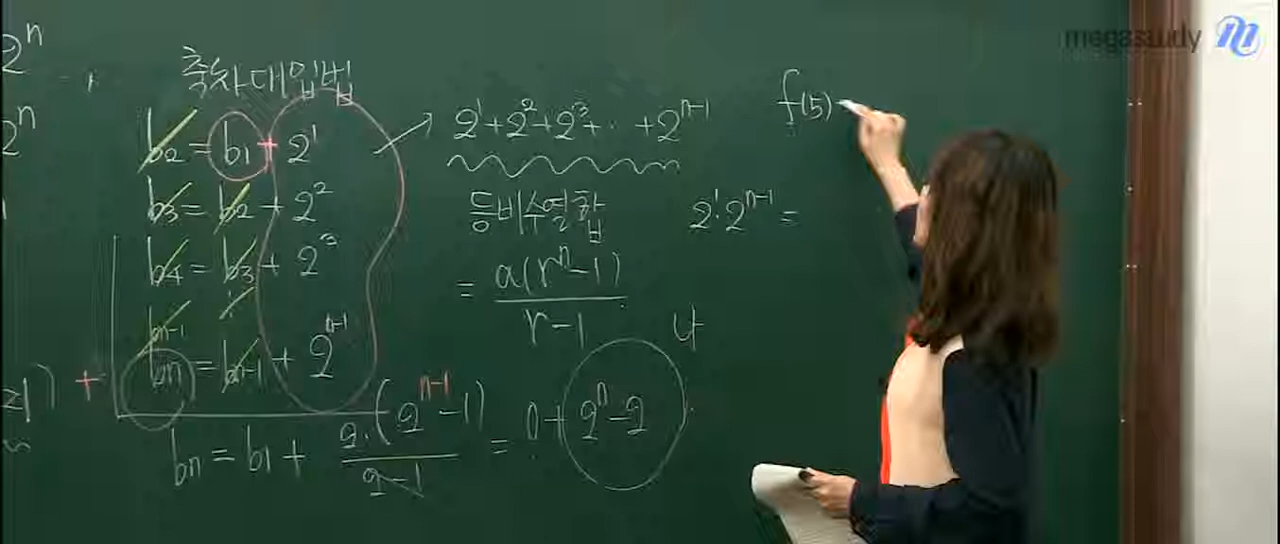 2ⁿ
2ⁿ
축차대입법
b₂ = b₁ + 2¹
b₃ = b₂ + 2²
b₄ = b₃ + 2³
bₙ₋₁
bₙ = bₙ₋₁ + 2ⁿ⁻¹
+
bₙ = b₁ + 2·(2ⁿ⁻¹-1) / 2-1 = 0 + 2ⁿ-2
2¹+2²+2³+…+2ⁿ⁻¹
등비수열합
= a(rⁿ-1) / r-1
나
f(5)
2¹·2ⁿ⁻¹ =
megastudy